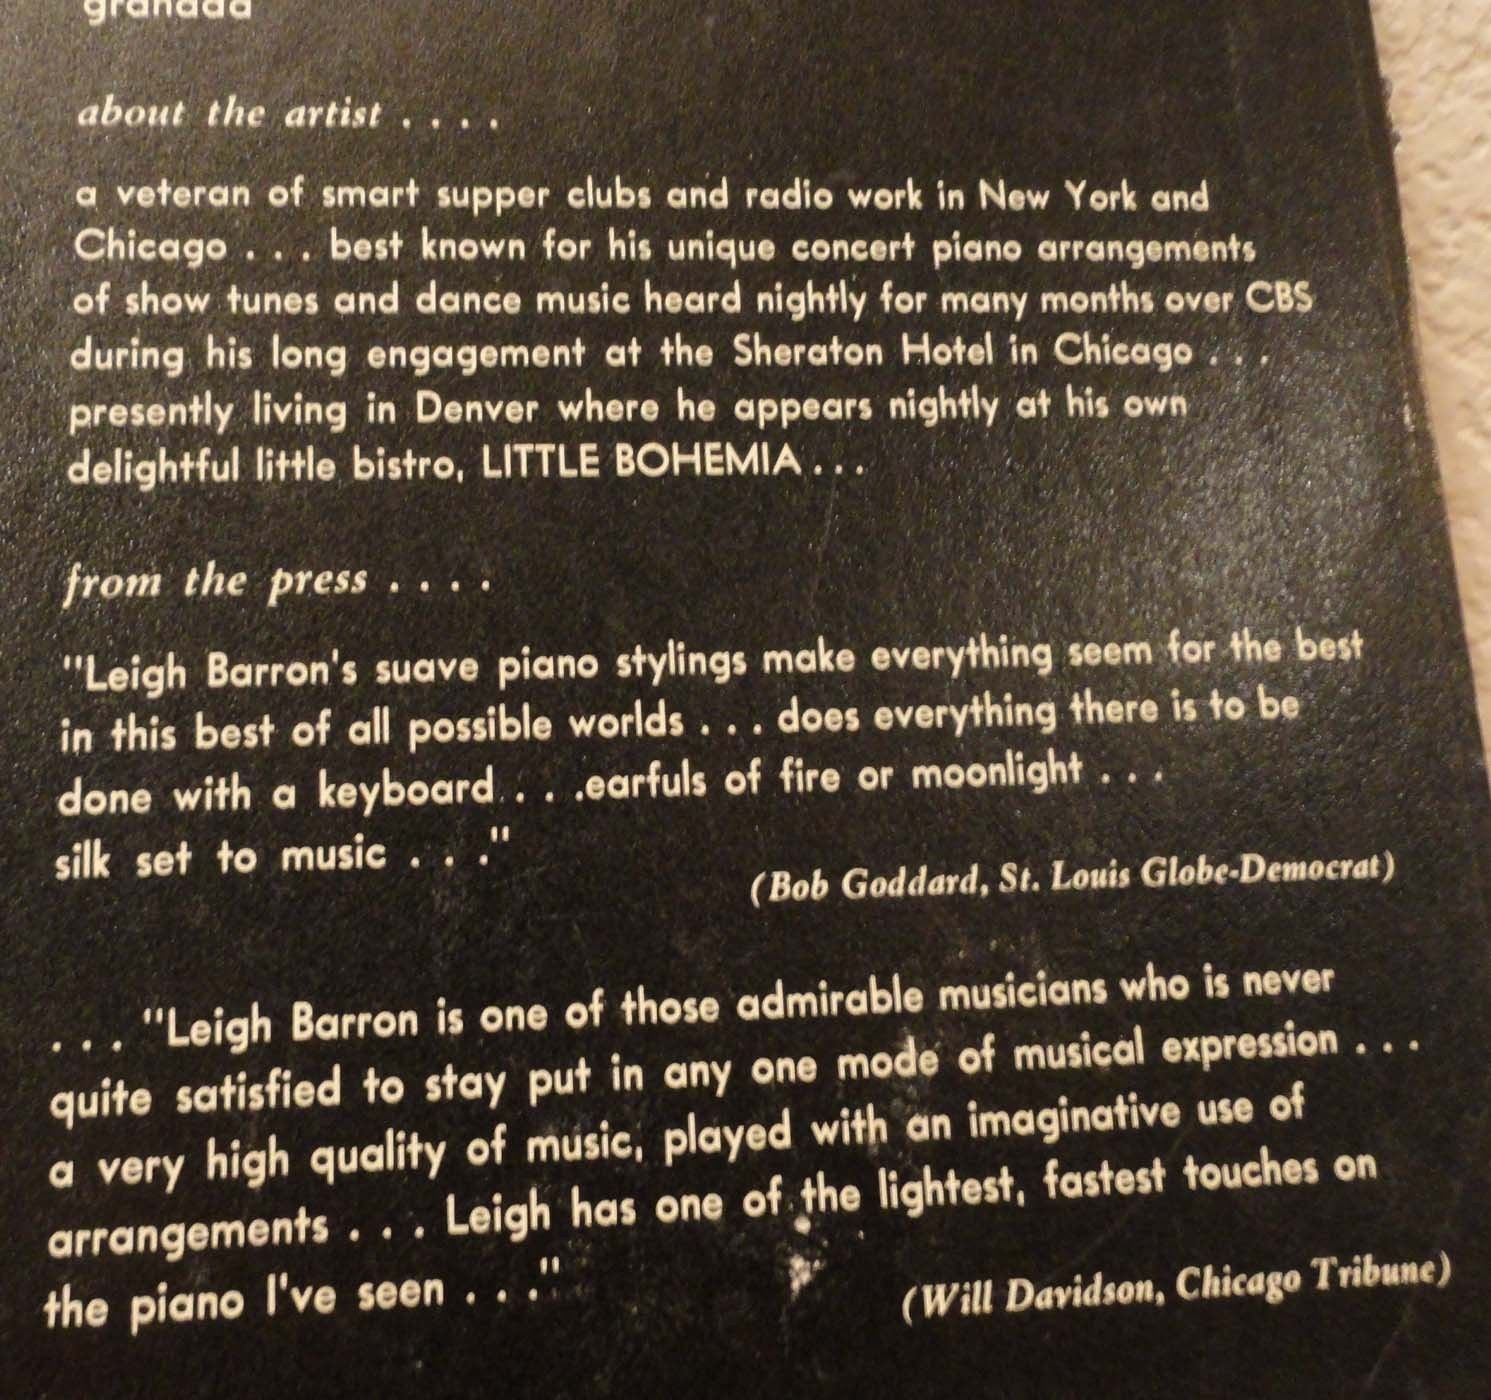 granada
about the artist . . . .
a veteran of smart supper clubs and radio work in New York and
Chicago . . . best known for his unique concert piano arrangements
of show tunes and dance music heard nightly for many months over CBS
during his long engagement at the Sheraton Hotel in Chicago . . .
presently living in Denver where he appears nightly at his own
delightful little bistro, LITTLE BOHEMIA . . .
from the press . . . .
"Leigh Barron's suave piano stylings make everything seem for the best
in this best of all possible worlds . . . does everything there is to be
done with a keyboard. . . .earfuls of fire or moonlight . . .
silk set to music . . ."
(Bob Goddard, St. Louis Globe-Democrat)
. . . "Leigh Barron is one of those admirable musicians who is never
quite satisfied to stay put in any one mode of musical expression . . .
a very high quality of music, played with an imaginative use of
arrangements . . . Leigh has one of the lightest, fastest touches on
the piano I've seen . . ."
(Will Davidson, Chicago Tribune)